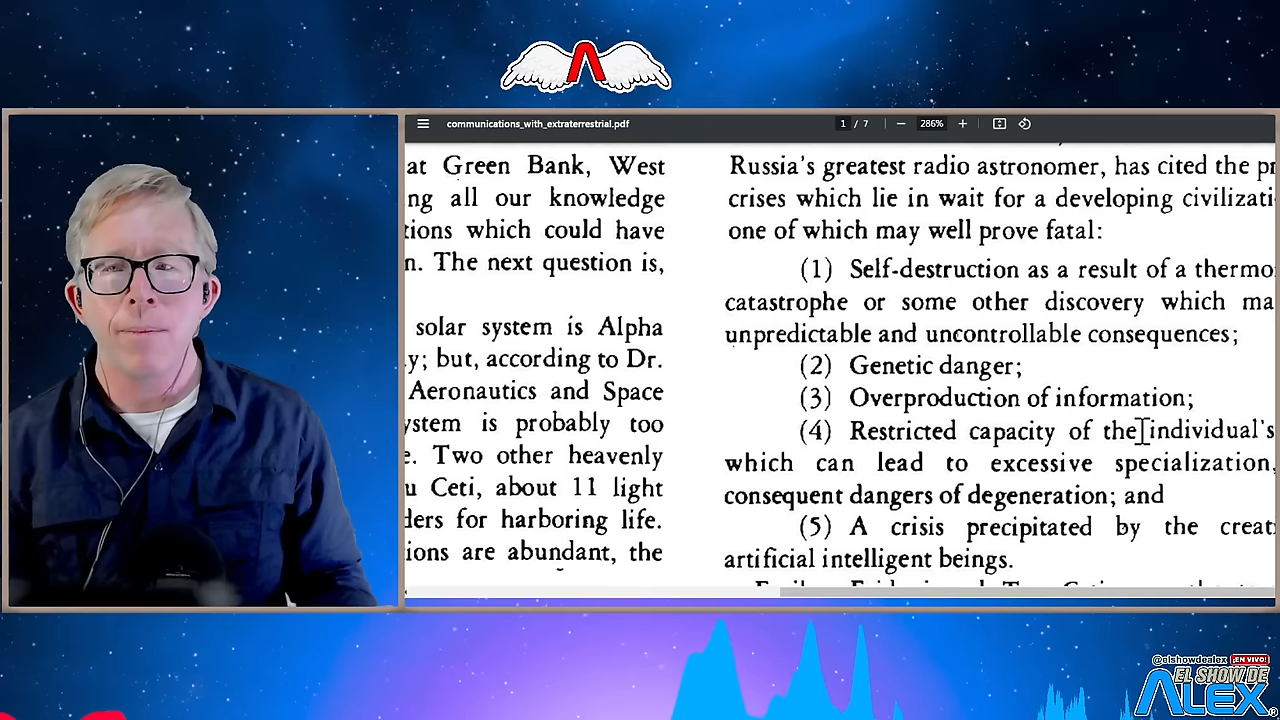 communications_with_extraterrestrial.pdf
1 / 7
286%
at Green Bank, West
ng all our knowledge
tions which could have
n. The next question is,
solar system is Alpha
y; but, according to Dr.
Aeronautics and Space
ystem is probably too
e. Two other heavenly
u Ceti, about 11 light
ders for harboring life.
ions are abundant, the
Russia's greatest radio astronomer, has cited the pr
crises which lie in wait for a developing civilizati
one of which may well prove fatal:
(1) Self-destruction as a result of a thermo
catastrophe or some other discovery which ma
unpredictable and uncontrollable consequences;
(2) Genetic danger;
(3) Overproduction of information;
(4) Restricted capacity of the individual's
which can lead to excessive specialization,
consequent dangers of degeneration; and
(5) A crisis precipitated by the creat
artificial intelligent beings.
@elshowdealex ¡EN VIVO!
EL SHOW DE
ALEX